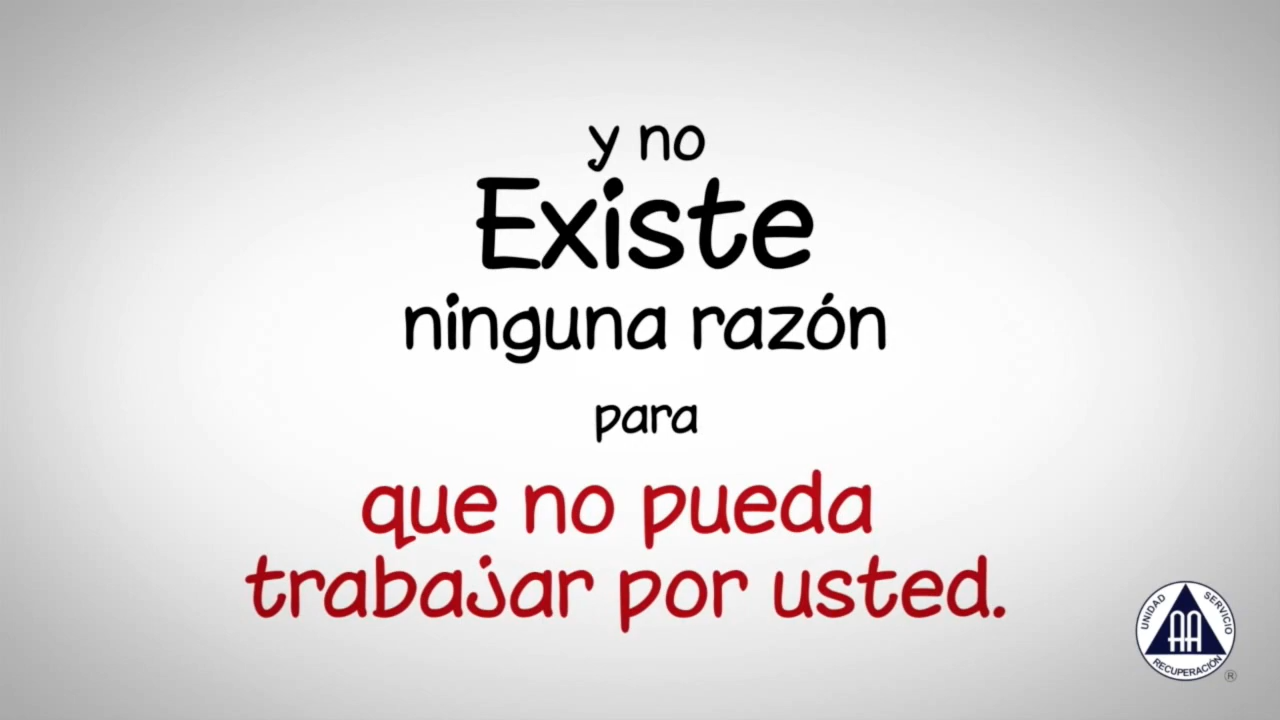 y no
Existe
ninguna razón
para
que no pueda
trabajar por usted.
UNIDAD
SERVICIO
AA
RECUPERACIÓN
®